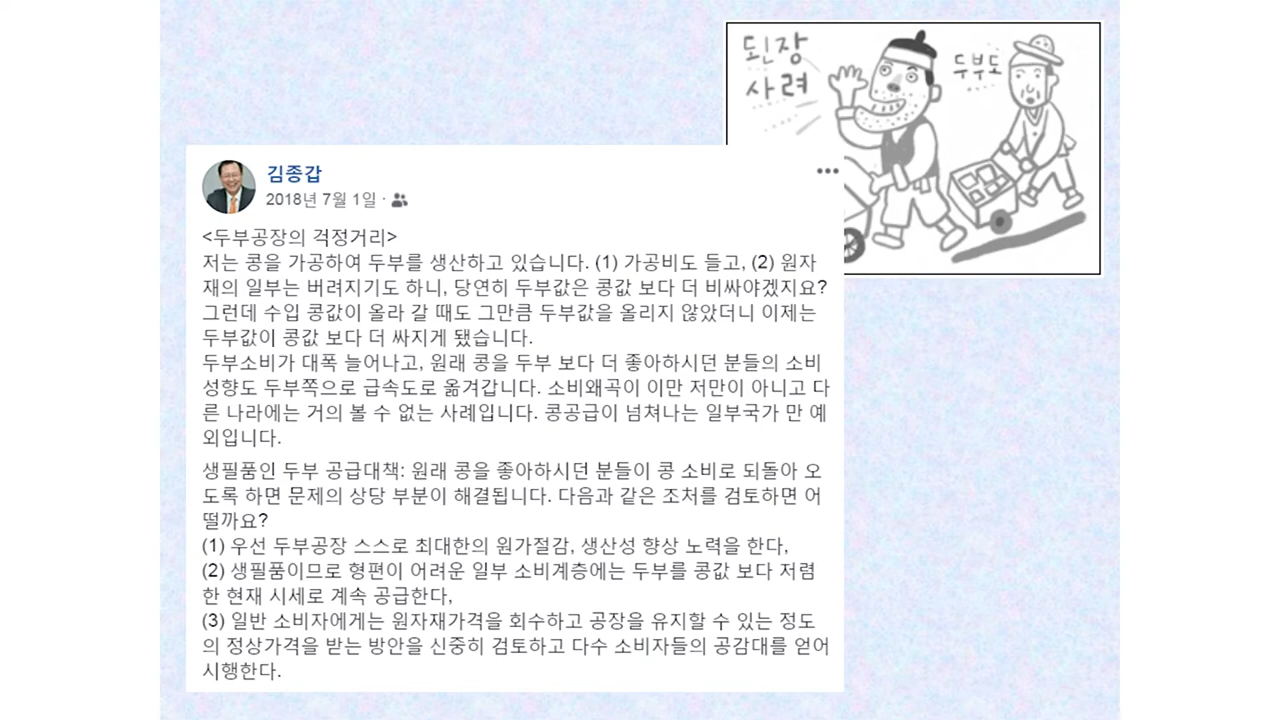 된장
사려
두부도
김종갑
2018년 7월 1일 ·
<두부공장의 걱정거리>
저는 콩을 가공하여 두부를 생산하고 있습니다. (1) 가공비도 들고, (2) 원자
재의 일부는 버려지기도 하니, 당연히 두부값은 콩값 보다 더 비싸야겠지요?
그런데 수입 콩값이 올라 갈 때도 그만큼 두부값을 올리지 않았더니 이제는
두부값이 콩값 보다 더 싸지게 됐습니다.
두부소비가 대폭 늘어나고, 원래 콩을 두부 보다 더 좋아하시던 분들의 소비
성향도 두부쪽으로 급속도로 옮겨갑니다. 소비왜곡이 이만 저만이 아니고 다
른 나라에는 거의 볼 수 없는 사례입니다. 콩공급이 넘쳐나는 일부국가 만 예
외입니다.
생필품인 두부 공급대책: 원래 콩을 좋아하시던 분들이 콩 소비로 되돌아 오
도록 하면 문제의 상당 부분이 해결됩니다. 다음과 같은 조처를 검토하면 어
떨까요?
(1) 우선 두부공장 스스로 최대한의 원가절감, 생산성 향상 노력을 한다,
(2) 생필품이므로 형편이 어려운 일부 소비계층에는 두부를 콩값 보다 저렴
한 현재 시세로 계속 공급한다,
(3) 일반 소비자에게는 원자재가격을 회수하고 공장을 유지할 수 있는 정도
의 정상가격을 받는 방안을 신중히 검토하고 다수 소비자들의 공감대를 얻어
시행한다.